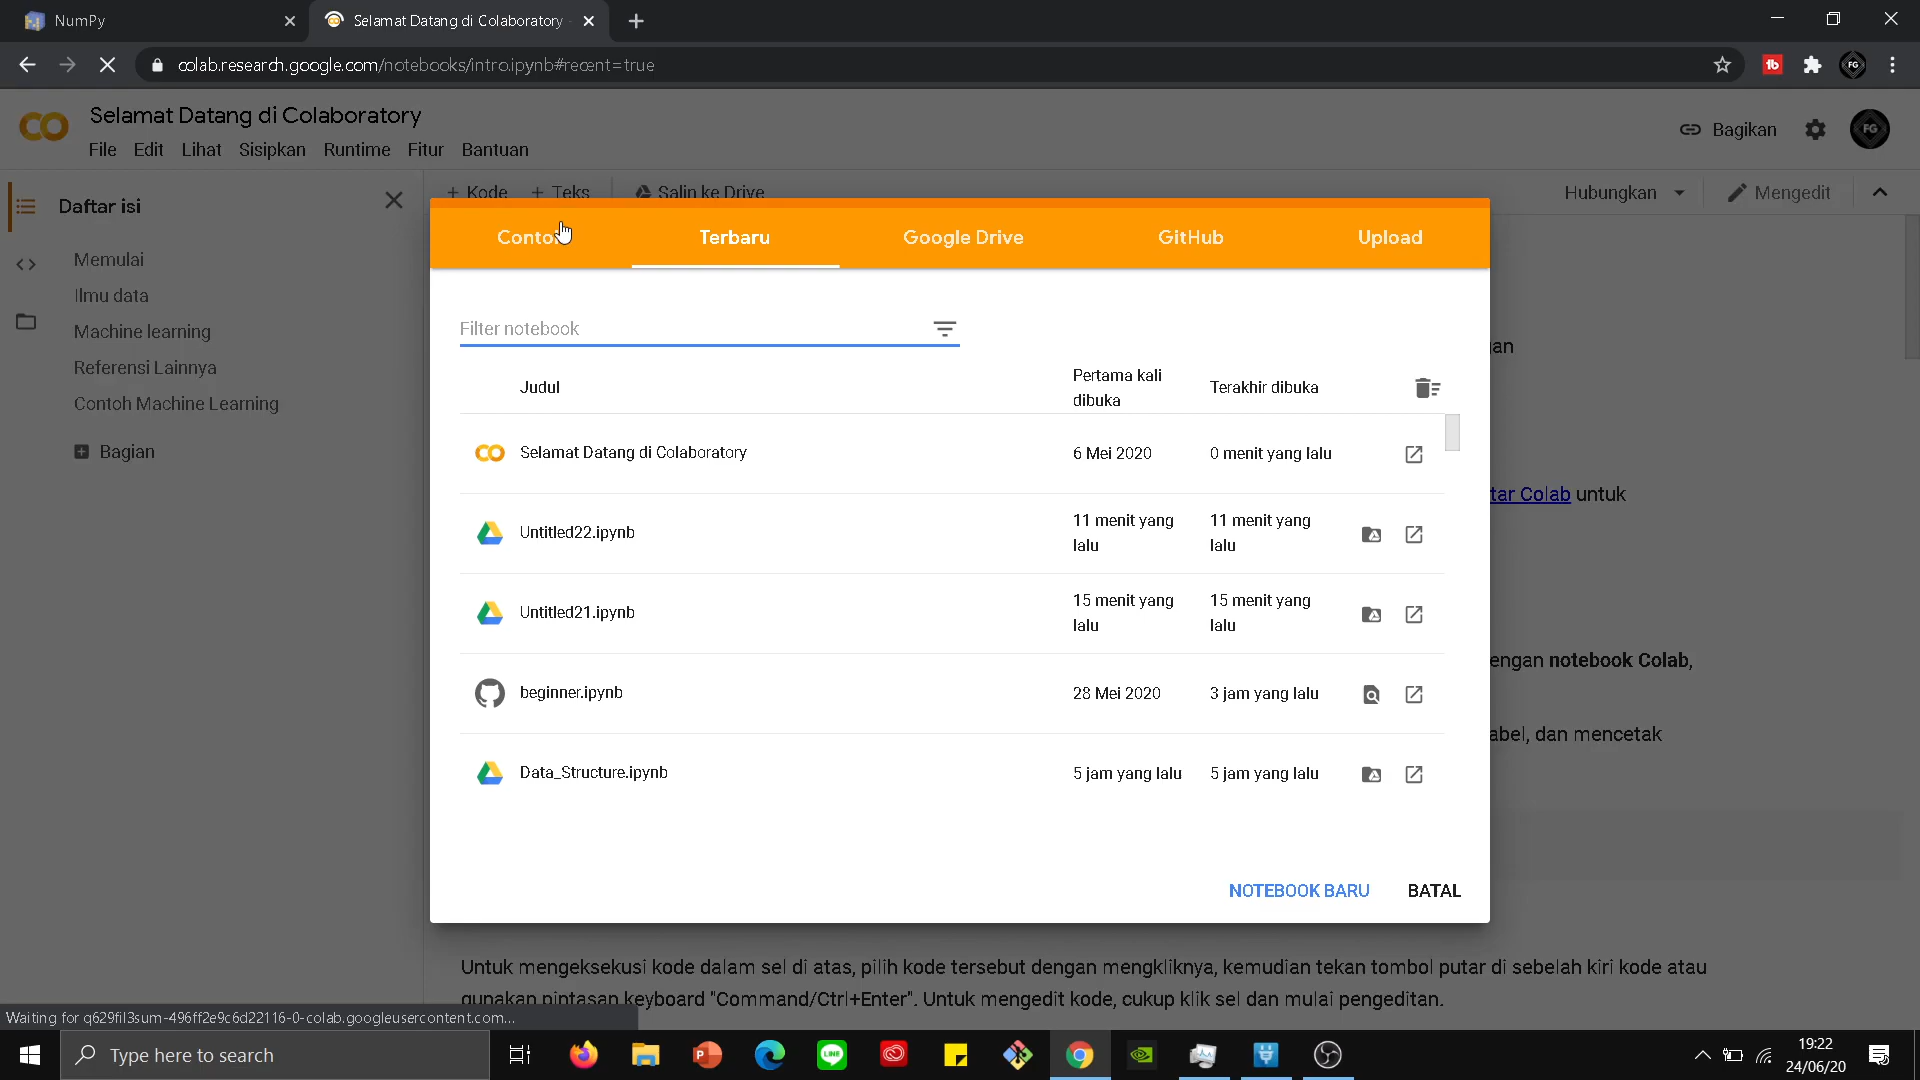 NumPy
Selamat Datang di Colaboratory
colab.research.google.com/notebooks/intro.ipynb#recent=true
Selamat Datang di Colaboratory
File Edit Lihat Sisipkan Runtime Fitur Bantuan
Bagikan
FG
Daftar isi
+ Kode + Teks Salin ke Drive
Hubungkan
Mengedit
Memulai
Ilmu data
Machine learning
Referensi Lainnya
Contoh Machine Learning
Bagian
Terbaru Google Drive GitHub Upload
Filter notebook
Judul
Pertama kali
dibuka
Terakhir dibuka
Selamat Datang di Colaboratory 6 Mei 2020 0 menit yang lalu
Untitled22.ipynb
11 menit yang
lalu
11 menit yang
lalu
Untitled21.ipynb
15 menit yang
lalu
15 menit yang
lalu
beginner.ipynb 28 Mei 2020 3 jam yang lalu
Data_Structure.ipynb 5 jam yang lalu 5 jam yang lalu
NOTEBOOK BARU BATAL
tar Colab untuk
notebook Colab,
dan mencetak
Untuk mengeksekusi kode dalam sel di atas, pilih kode tersebut dengan mengkliknya, kemudian tekan tombol putar di sebelah kiri kode atau
gunakan pintasan keyboard "Command/Ctrl+Enter". Untuk mengedit kode, cukup klik sel dan mulai pengeditan.
Waiting for q629fil3sum-496ff2e9c6d22116-0-colab.googleusercontent.com...
Type here to search
19:22
24/06/20